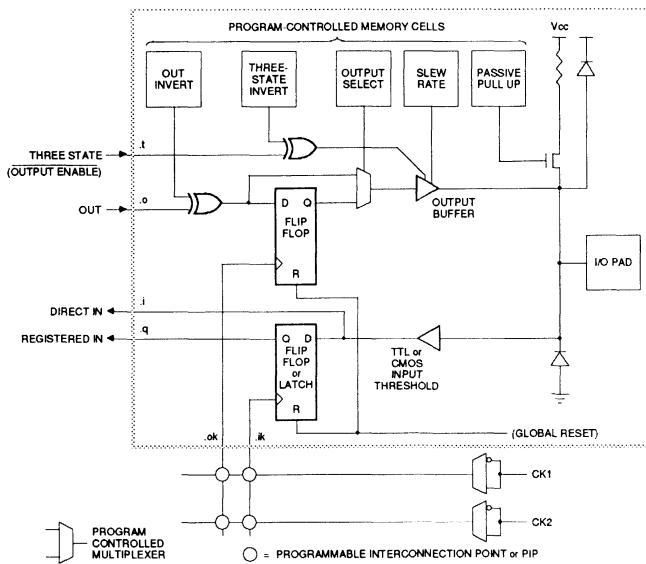 PROGRAM-CONTROLLED MEMORY CELLS
Vcc
OUT
INVERT
THREE-
STATE
INVERT
OUTPUT
SELECT
SLEW
RATE
PASSIVE
PULL UP
THREE STATE
(OUTPUT ENABLE)
.t
OUT
.o
D Q
FLIP
FLOP
R
OUTPUT
BUFFER
I/O PAD
DIRECT IN
.i
REGISTERED IN
.q
Q D
FLIP
FLOP
or
LATCH
R
TTL or
CMOS
INPUT
THRESHOLD
.ok
.ik
(GLOBAL RESET)
CK1
CK2
PROGRAM
CONTROLLED
MULTIPLEXER
= PROGRAMMABLE INTERCONNECTION POINT or PIP